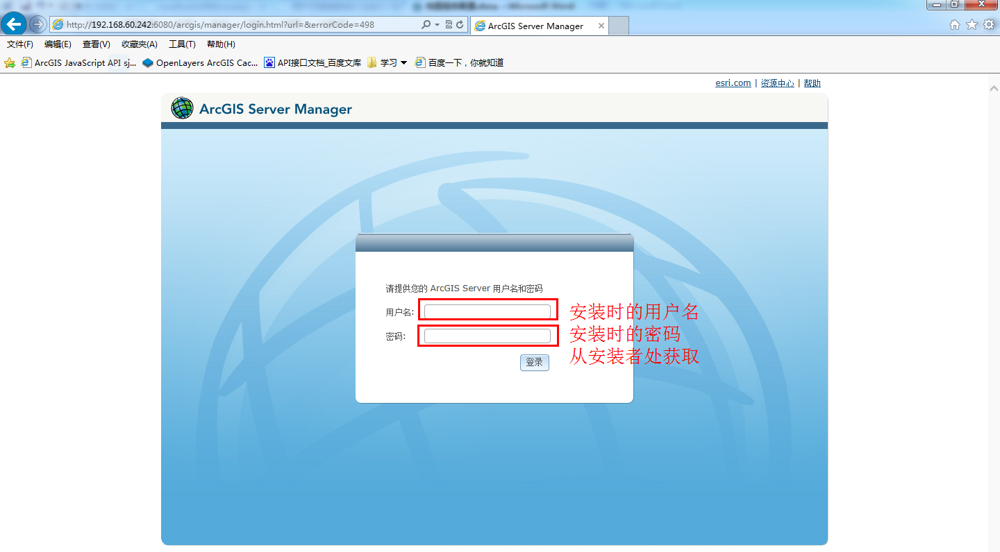 http://192.168.60.242:6080/arcgis/manager/login.html?url=&errorCode=498
ArcGIS Server Manager
文件(F) 编辑(E) 查看(V) 收藏夹(A) 工具(T) 帮助(H)
ArcGIS JavaScript API sj... OpenLayers ArcGIS Cac... API接口文档_百度文库 学习 百度一下，你就知道
esri.com | 资源中心 | 帮助
ArcGIS Server Manager
请提供您的 ArcGIS Server 用户名和密码
用户名: 安装时的用户名
密码: 安装时的密码
从安装者处获取
登录